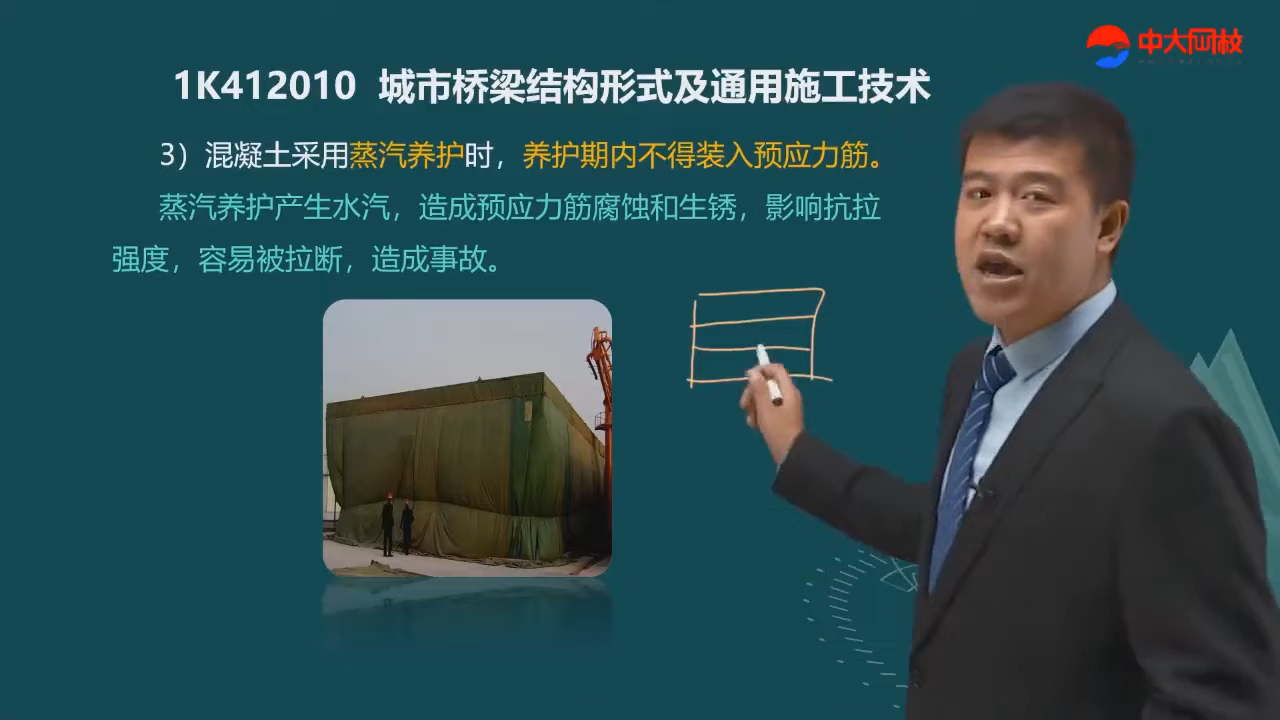 中大网校
1K412010 城市桥梁结构形式及通用施工技术
3）混凝土采用蒸汽养护时，养护期内不得装入预应力筋。
蒸汽养护产生水汽，造成预应力筋腐蚀和生锈，影响抗拉
强度，容易被拉断，造成事故。